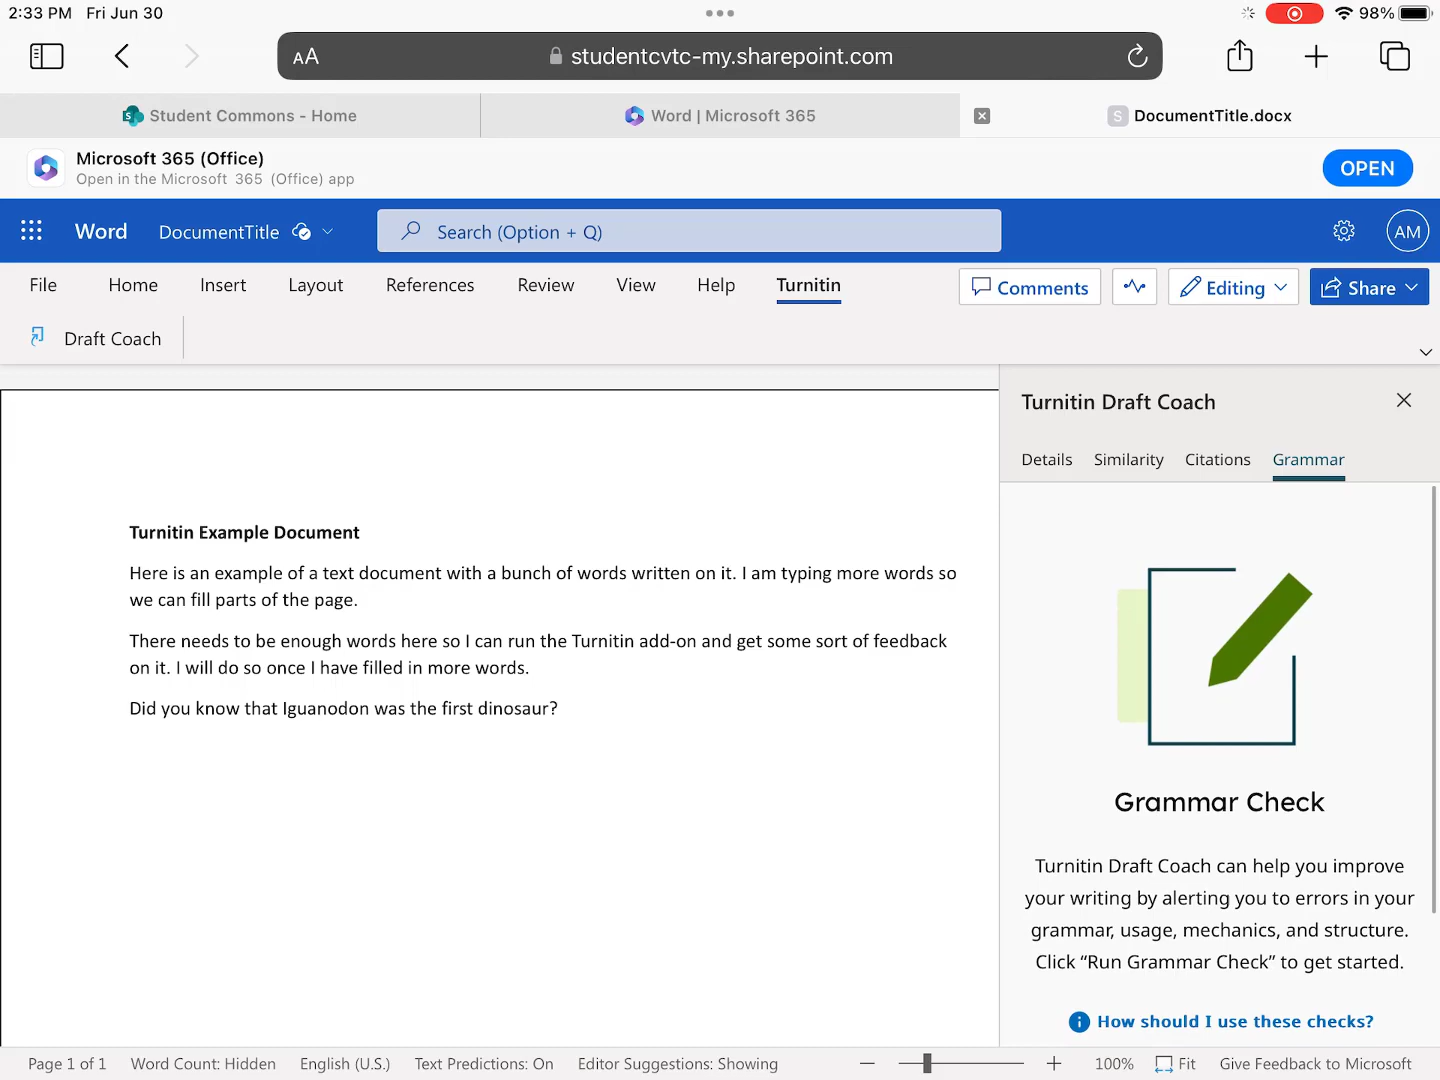 2:33 PM Fri Jun 30
98%
AA studentcvtc-my.sharepoint.com
S Student Commons - Home
Word | Microsoft 365
S DocumentTitle.docx
Microsoft 365 (Office)
Open in the Microsoft 365 (Office) app
OPEN
Word DocumentTitle
Search (Option + Q)
AM
File Home Insert Layout References Review View Help Turnitin
Comments Editing Share
Draft Coach
Turnitin Example Document
Here is an example of a text document with a bunch of words written on it. I am typing more words so
we can fill parts of the page.
There needs to be enough words here so I can run the Turnitin add-on and get some sort of feedback
on it. I will do so once I have filled in more words.
Did you know that Iguanodon was the first dinosaur?
Turnitin Draft Coach
Details Similarity Citations Grammar
Grammar Check
Turnitin Draft Coach can help you improve
your writing by alerting you to errors in your
grammar, usage, mechanics, and structure.
Click “Run Grammar Check” to get started.
How should I use these checks?
Page 1 of 1 Word Count: Hidden English (U.S.) Text Predictions: On Editor Suggestions: Showing
100% Fit Give Feedback to Microsoft